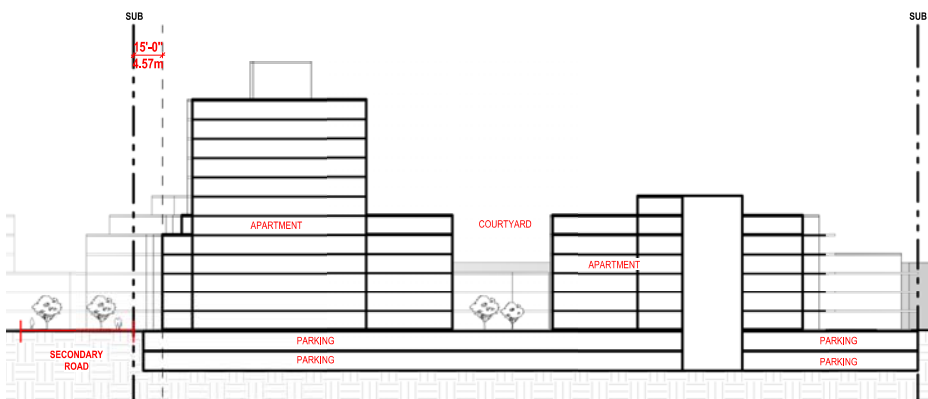 SUB
SUB
15'-0"
4.57m
APARTMENT
COURTYARD
APARTMENT
PARKING
PARKING
PARKING
PARKING
SECONDARY
ROAD